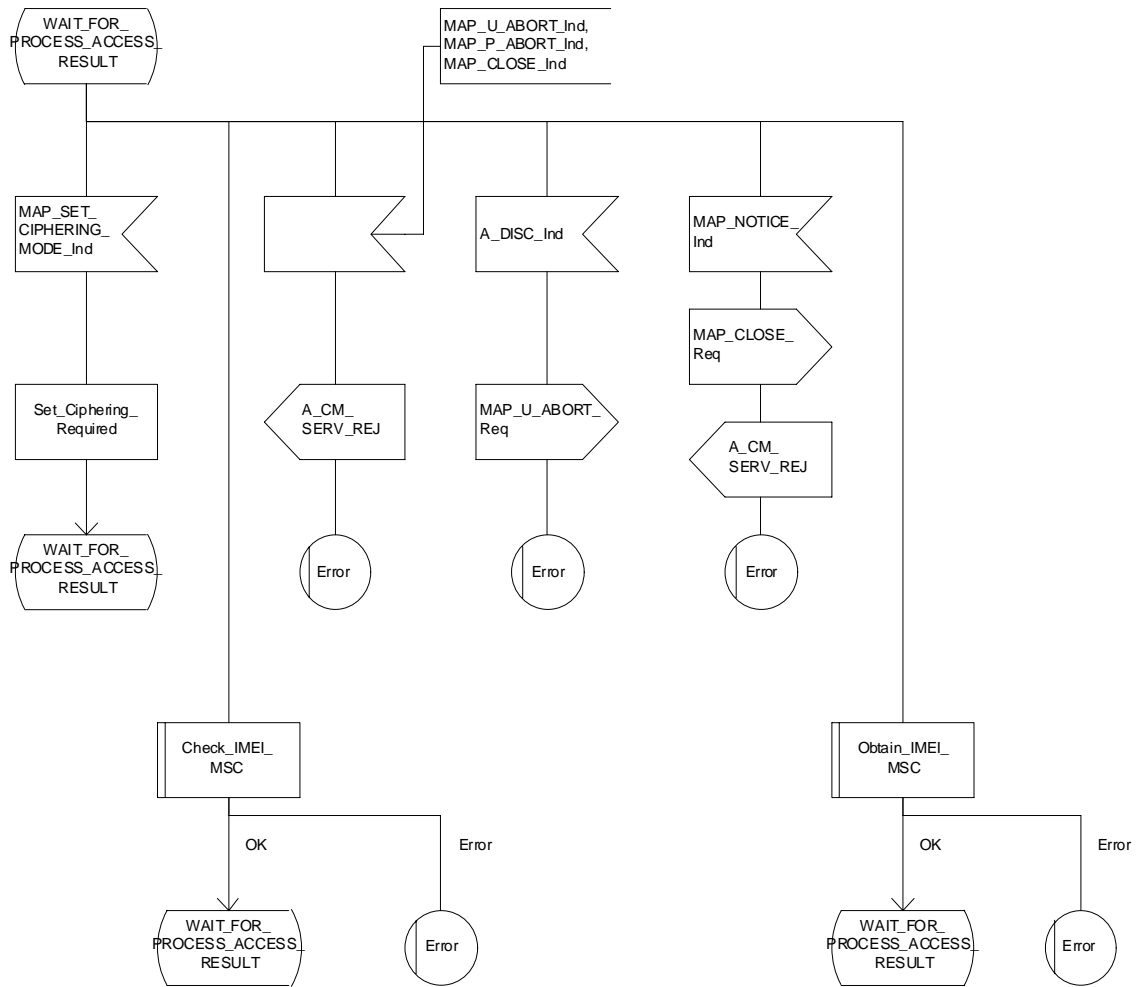 WAIT_FOR_
PROCESS_ACCESS_
RESULT
MAP_U_ABORT_Ind,
MAP_P_ABORT_Ind,
MAP_CLOSE_Ind
MAP_SET_
CIPHERING_
MODE_Ind
A_DISC_Ind
MAP_NOTICE_
Ind
MAP_CLOSE_
Req
Set_Ciphering_
Required
A_CM_
SERV_REJ
MAP_U_ABORT_
Req
A_CM_
SERV_REJ
WAIT_FOR_
PROCESS_ACCESS_
RESULT
Error
Error
Error
Check_IMEI_
MSC
Obtain_IMEI_
MSC
OK
Error
OK
Error
WAIT_FOR_
PROCESS_ACCESS_
RESULT
Error
WAIT_FOR_
PROCESS_ACCESS_
RESULT
Error